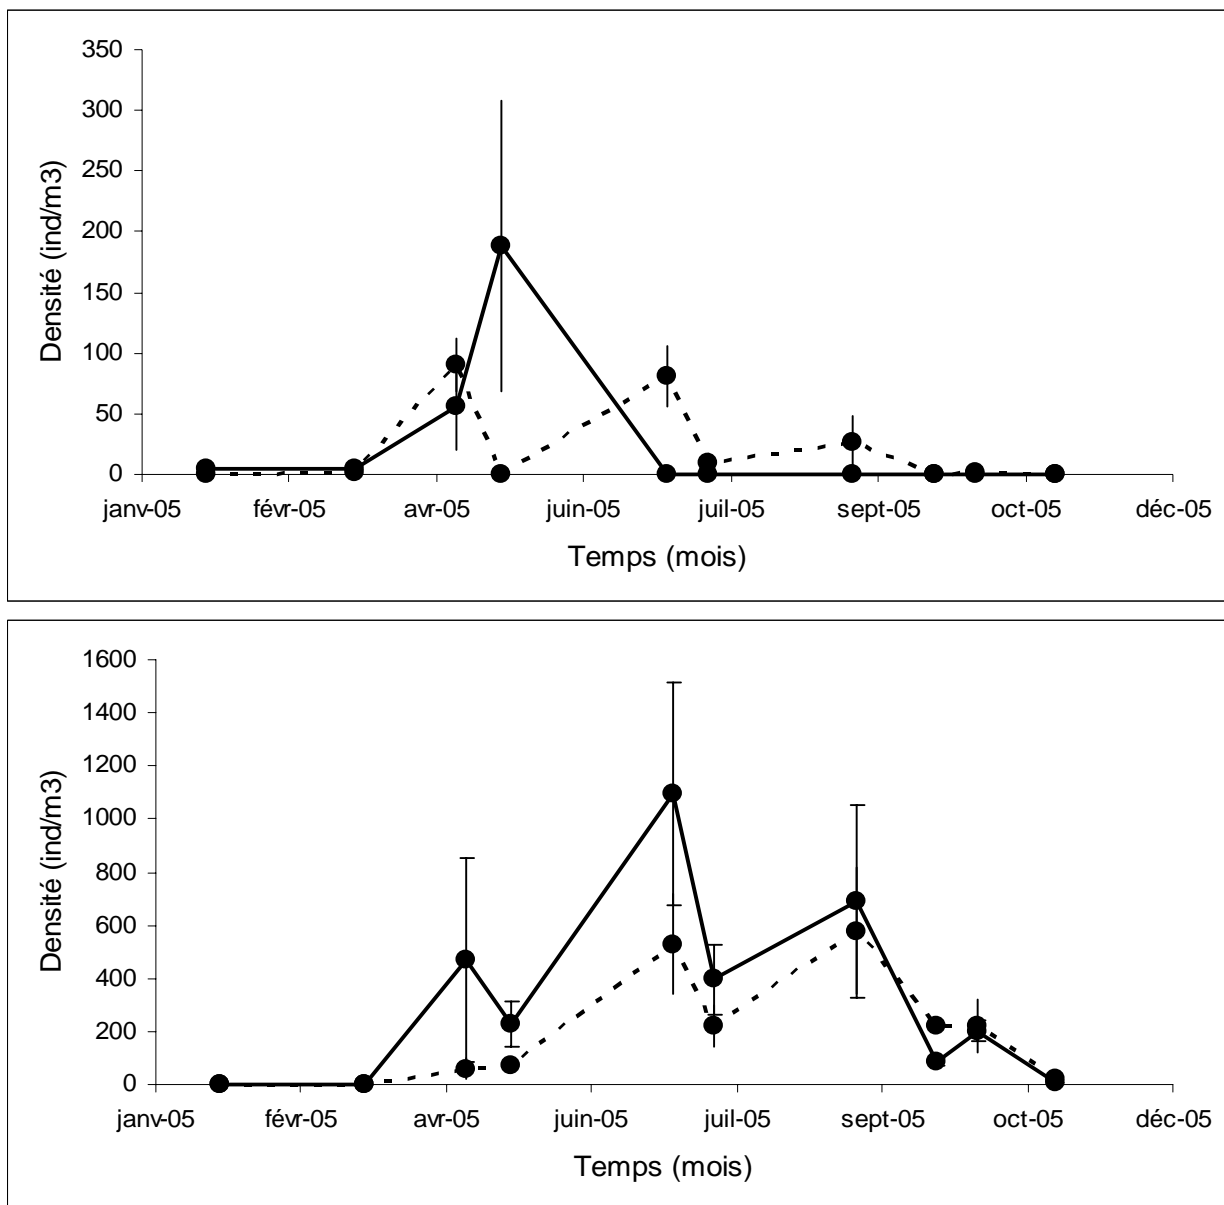 350
300
250
200
150
100
50
0
Densité (ind/m3)
janv-05 févr-05 avr-05 juin-05 juil-05 sept-05 oct-05 déc-05
Temps (mois)
1600
1400
1200
1000
800
600
400
200
0
Densité (ind/m3)
janv-05 févr-05 avr-05 juin-05 juil-05 sept-05 oct-05 déc-05
Temps (mois)